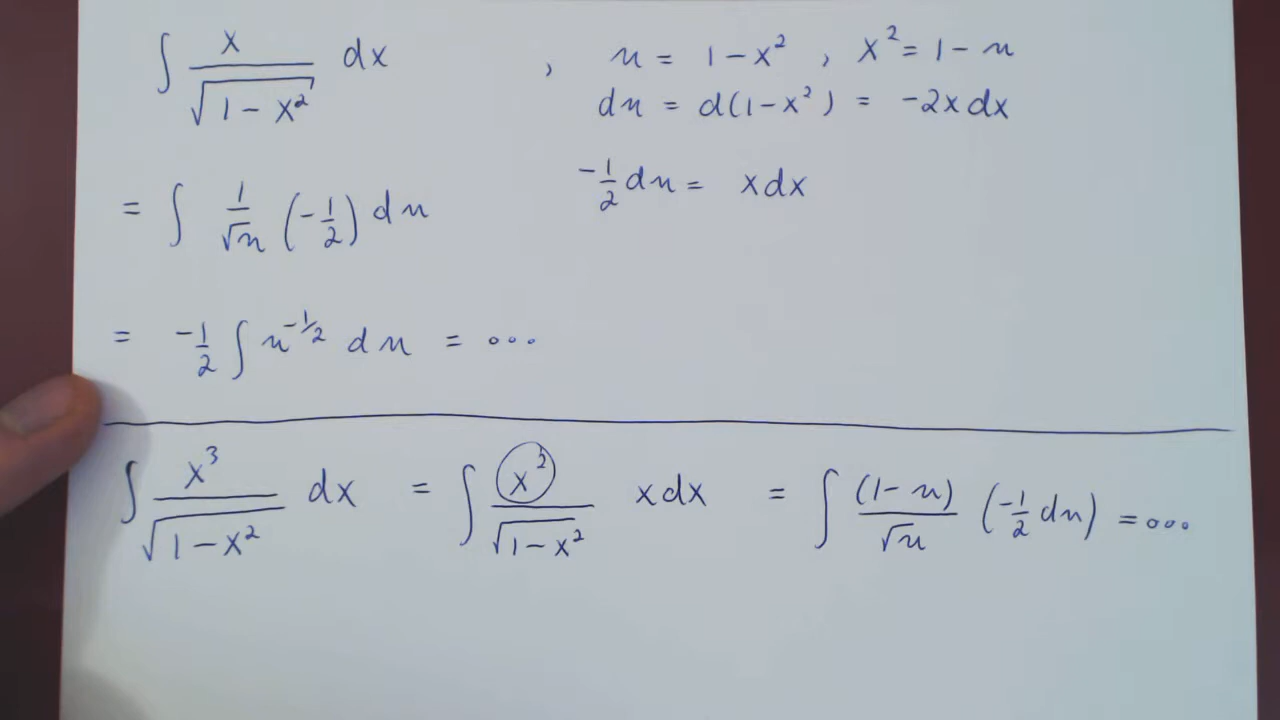 ∫ x/√(1 − x²) dx , u = 1 − x² , x² = 1 − u
du = d(1 − x²) = −2x dx
= ∫ 1/√u (−1/2) du
−1/2 du = x dx
= −1/2 ∫ u^(−1/2) du = ...
∫ x³/√(1 − x²) dx = ∫ x²/√(1 − x²) x dx = ∫ (1 − u)/√u (−1/2 du) = ...